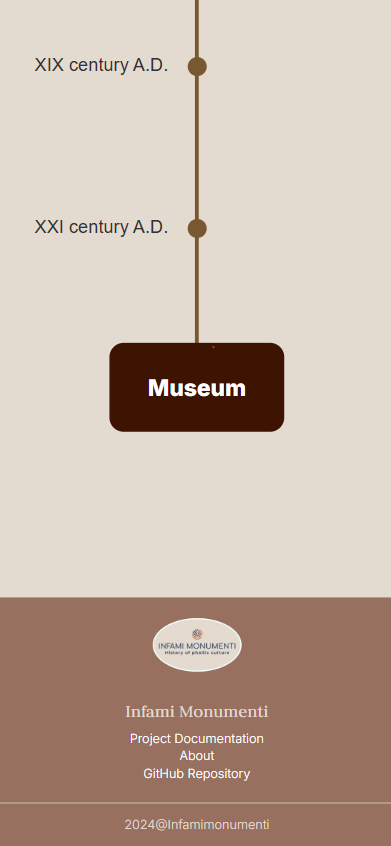 XIX century A.D.
XXI century A.D.
Museum
INFAMI MONUMENTI
History of phallic culture
Infami Monumenti
Project Documentation
About
GitHub Repository
2024@Infamimonumenti